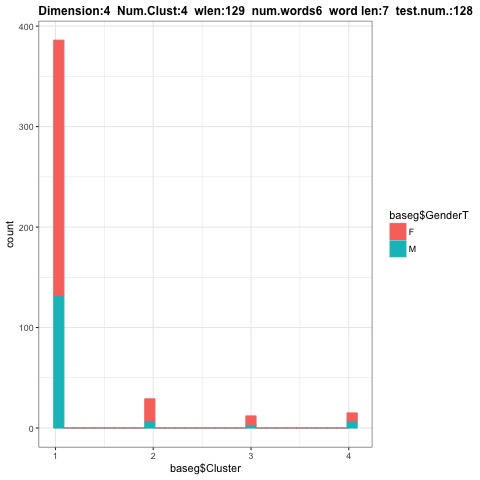 Dimension:4  Num.Clust:4  wlen:129  num.words6  word len:7  test.num.:128
400
300
200
100
0
count
1 2 3 4
baseg$Cluster
baseg$GenderT
F
M